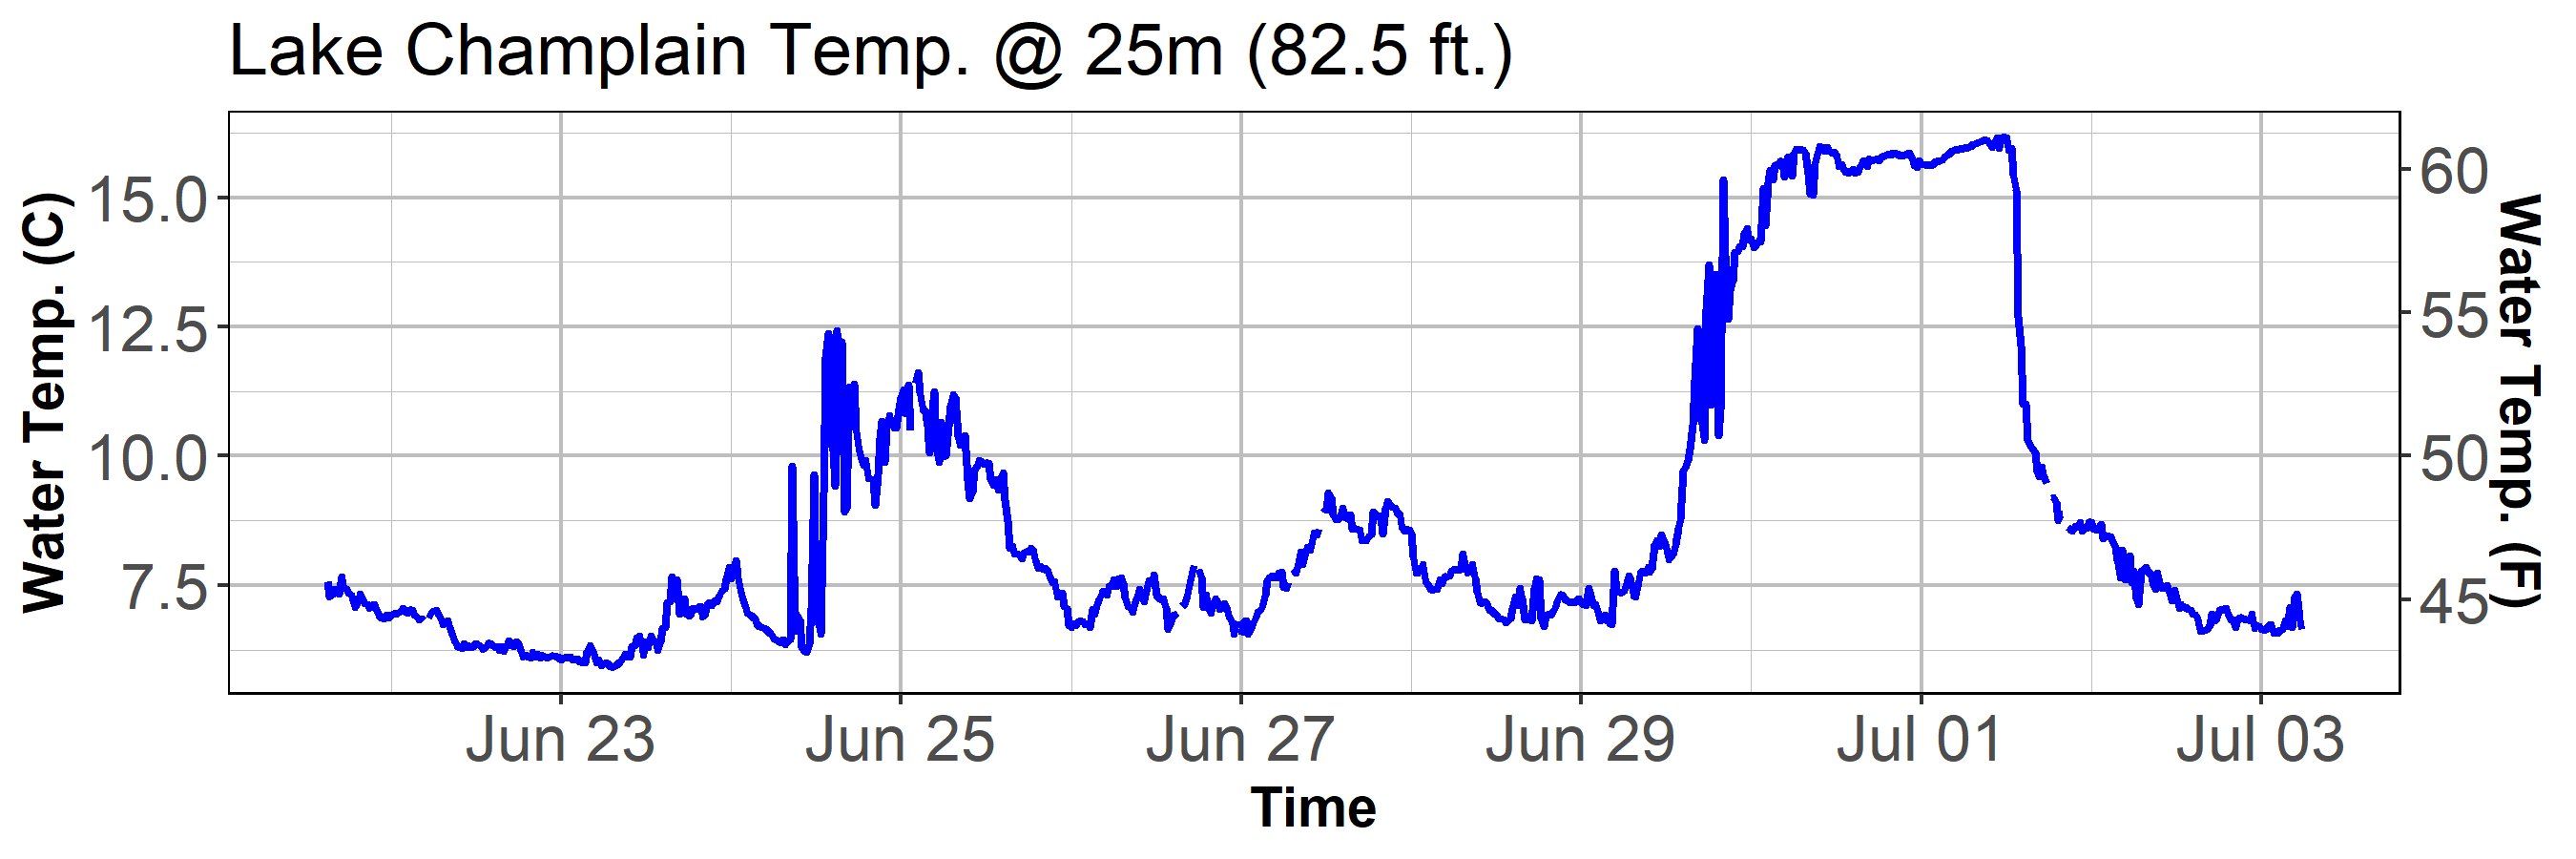 Lake Champlain Temp. @ 25m (82.5 ft.)
Water Temp. (C)
15.0
12.5
10.0
7.5
60
55
50
45
Water Temp. (F)
Jun 23
Jun 25
Jun 27
Jun 29
Jul 01
Jul 03
Time